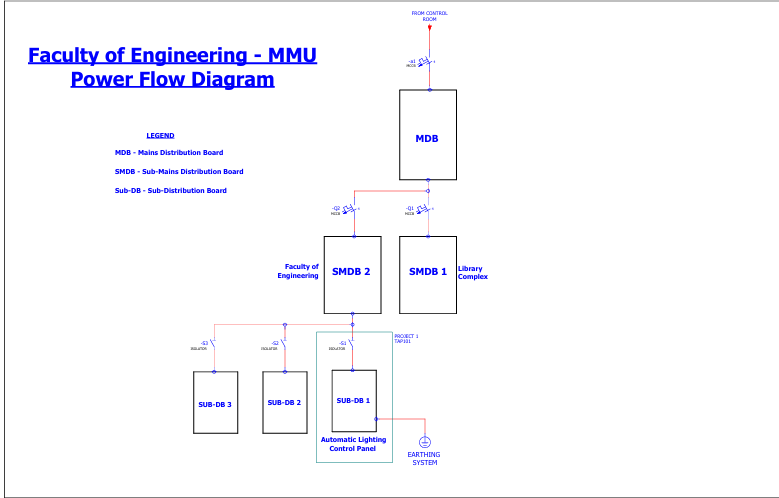 FROM CONTROL
ROOM
Faculty of Engineering - MMU
Power Flow Diagram
MCCB
MDB
LEGEND
MDB - Mains Distribution Board
SMDB - Sub-Mains Distribution Board
Sub-DB - Sub-Distribution Board
-Q2
MCCB
-Q1
MCCB
Faculty of
Engineering
SMDB 2
SMDB 1
Library
Complex
PROJECT 1
TAP101
-S3
ISOLATOR
-S2
ISOLATOR
-S1
ISOLATOR
SUB-DB 3
SUB-DB 2
SUB-DB 1
Automatic Lighting
Control Panel
EARTHING
SYSTEM